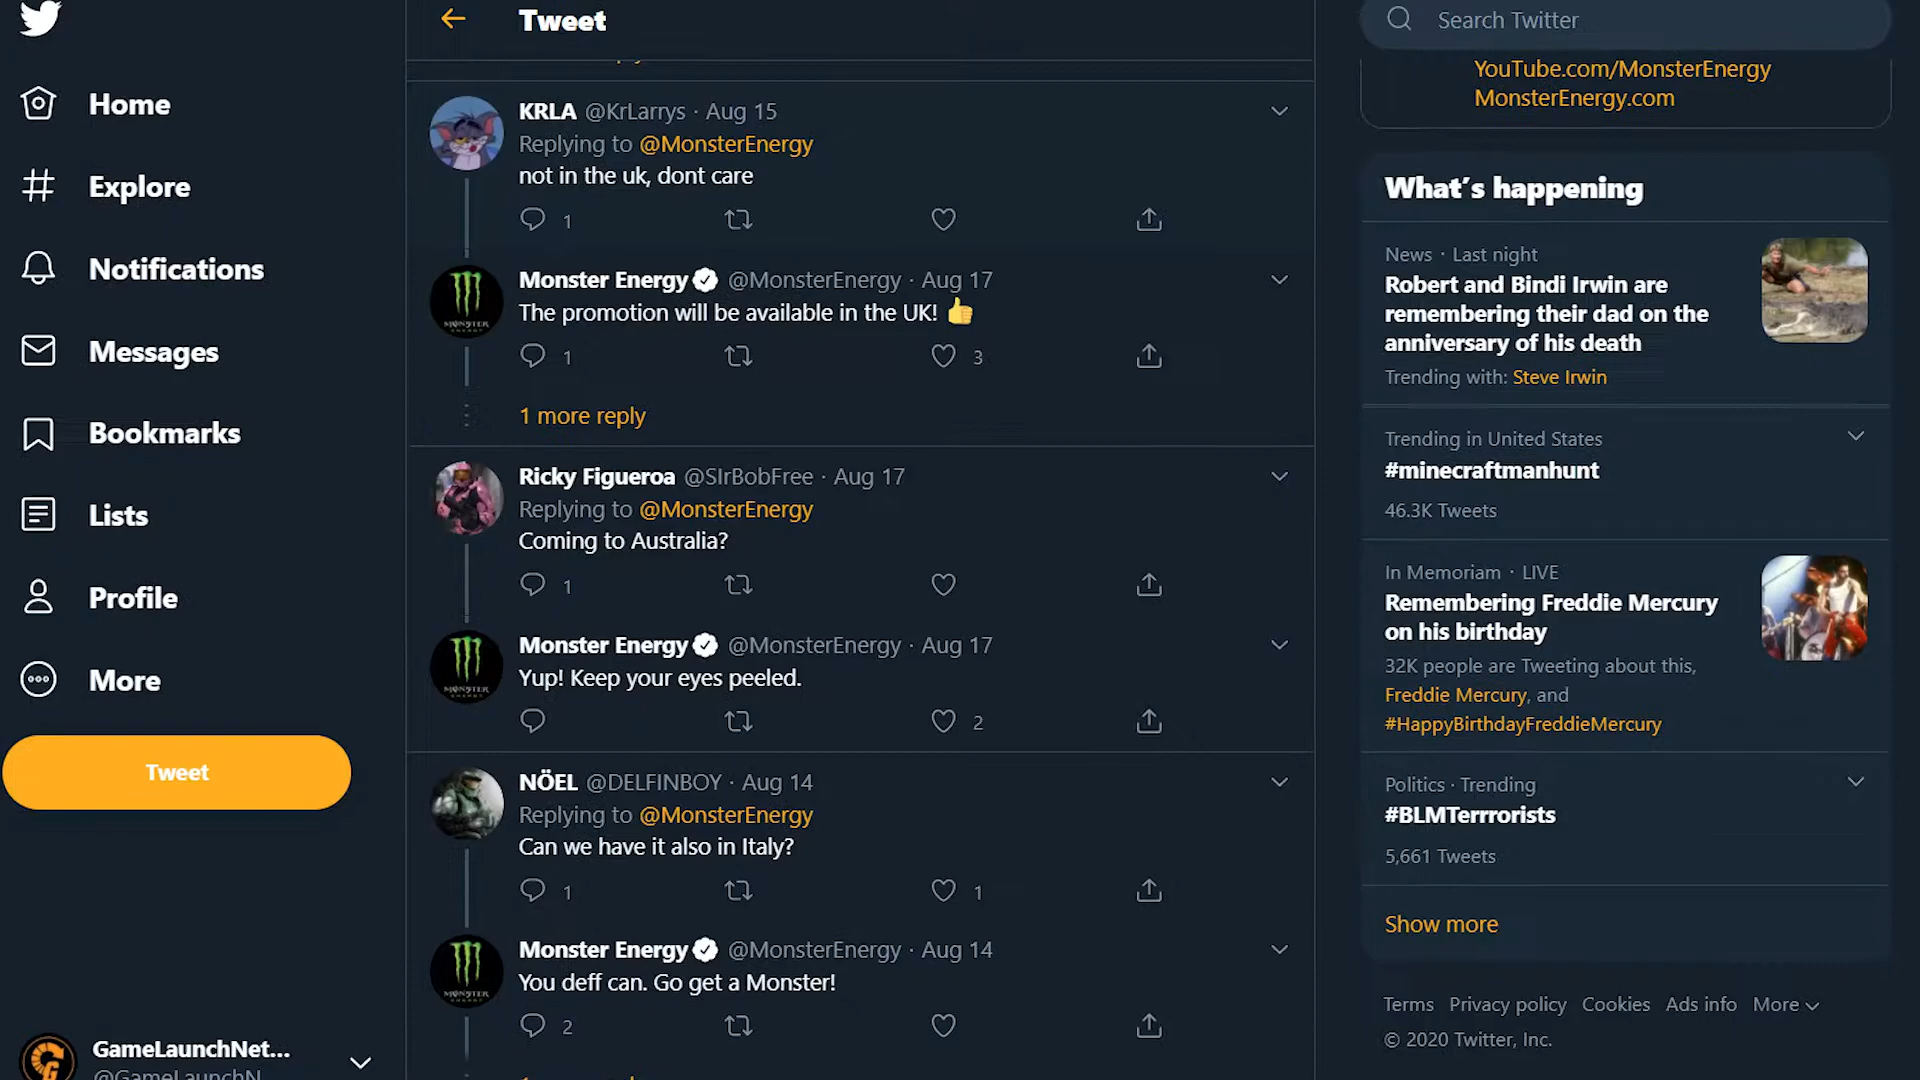 Home
Explore
Notifications
Messages
Bookmarks
Lists
Profile
More
Tweet
GameLaunchNet...
Tweet
KRLA @KrLarrys · Aug 15
Replying to @MonsterEnergy
not in the uk, dont care
1
Monster Energy @MonsterEnergy · Aug 17
The promotion will be available in the UK! 👍
1 3
1 more reply
Ricky Figueroa @SIrBobFree · Aug 17
Replying to @MonsterEnergy
Coming to Australia?
1
Monster Energy @MonsterEnergy · Aug 17
Yup! Keep your eyes peeled.
2
NÖEL @DELFINBOY · Aug 14
Replying to @MonsterEnergy
Can we have it also in Italy?
1 1
Monster Energy @MonsterEnergy · Aug 14
You deff can. Go get a Monster!
2
Search Twitter
YouTube.com/MonsterEnergy
MonsterEnergy.com
What's happening
News · Last night
Robert and Bindi Irwin are
remembering their dad on the
anniversary of his death
Trending with: Steve Irwin
Trending in United States
#minecraftmanhunt
46.3K Tweets
In Memoriam · LIVE
Remembering Freddie Mercury
on his birthday
32K people are Tweeting about this,
Freddie Mercury, and
#HappyBirthdayFreddieMercury
Politics · Trending
#BLMTerrrorists
5,661 Tweets
Show more
Terms Privacy policy Cookies Ads info More
© 2020 Twitter, Inc.